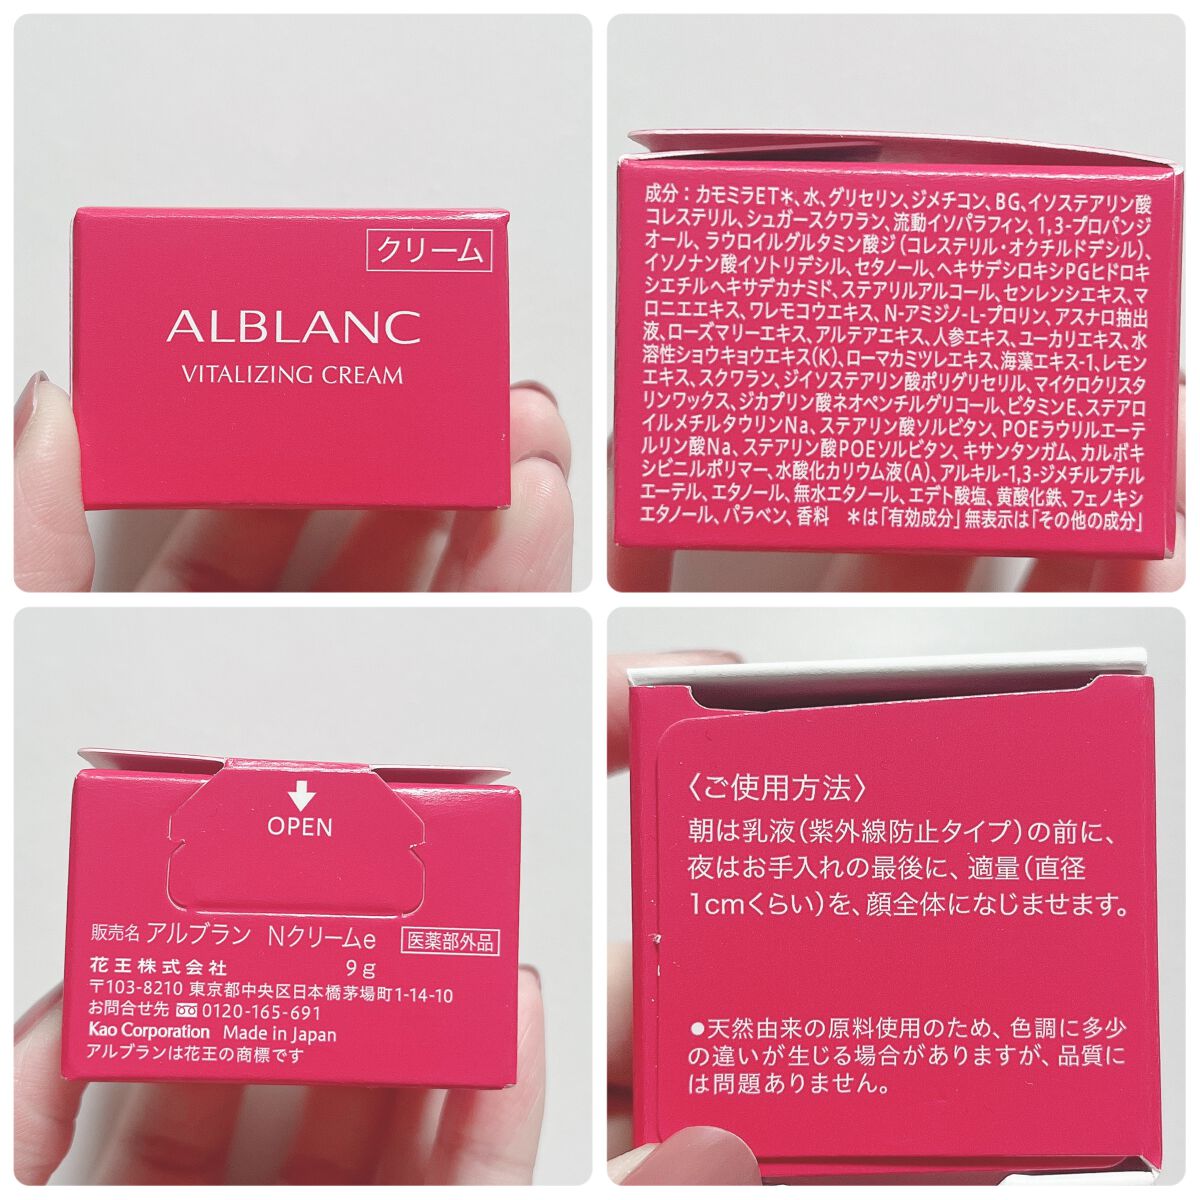 クリーム
ALBLANC
VITALIZING CREAM
成分：カモミラET＊、水、グリセリン、ジメチコン、BG、イソステアリン酸
コレステリル、シュガースクワラン、流動イソパラフィン、1,3-プロパンジ
オール、ラウロイルグルタミン酸ジ（コレステリル・オクチルドデシル）、
イソノナン酸イソトリデシル、セタノール、ヘキサデシロキシPGヒドロキ
シエチルヘキサデカナミド、ステアリルアルコール、センレンシエキス、マ
ロニエエキス、ワレモコウエキス、N-アミジノ-L-プロリン、アスナロ抽出
液、ローズマリーエキス、アルテアエキス、人参エキス、ユーカリエキス、水
溶性ショウキョウエキス（K）、ローマカミツレエキス、海藻エキス-1、レモン
エキス、スクワラン、ジイソステアリン酸ポリグリセリル、マイクロクリスタ
リンワックス、ジカプリン酸ネオペンチルグリコール、ビタミンE、ステアロ
イルメチルタウリンNa、ステアリン酸ソルビタン、POEラウリルエーテ
ルリン酸Na、ステアリン酸POEソルビタン、キサンタンガム、カルボキ
シビニルポリマー、水酸化カリウム液（A）、アルキル-1,3-ジメチルブチル
エーテル、エタノール、無水エタノール、エデト酸塩、黄酸化鉄、フェノキシ
エタノール、パラベン、香料　＊は「有効成分」無表示は「その他の成分」
OPEN
販売名 アルブラン　Nクリームe 医薬部外品
花王株式会社　9g
〒103-8210 東京都中央区日本橋茅場町1-14-10
お問合せ先 0120-165-691
Kao Corporation Made in Japan
アルブランは花王の商標です
〈ご使用方法〉
朝は乳液（紫外線防止タイプ）の前に、
夜はお手入れの最後に、適量（直径
1cmくらい）を、顔全体になじませます。
●天然由来の原料使用のため、色調に多少
の違いが生じる場合がありますが、品質に
は問題ありません。